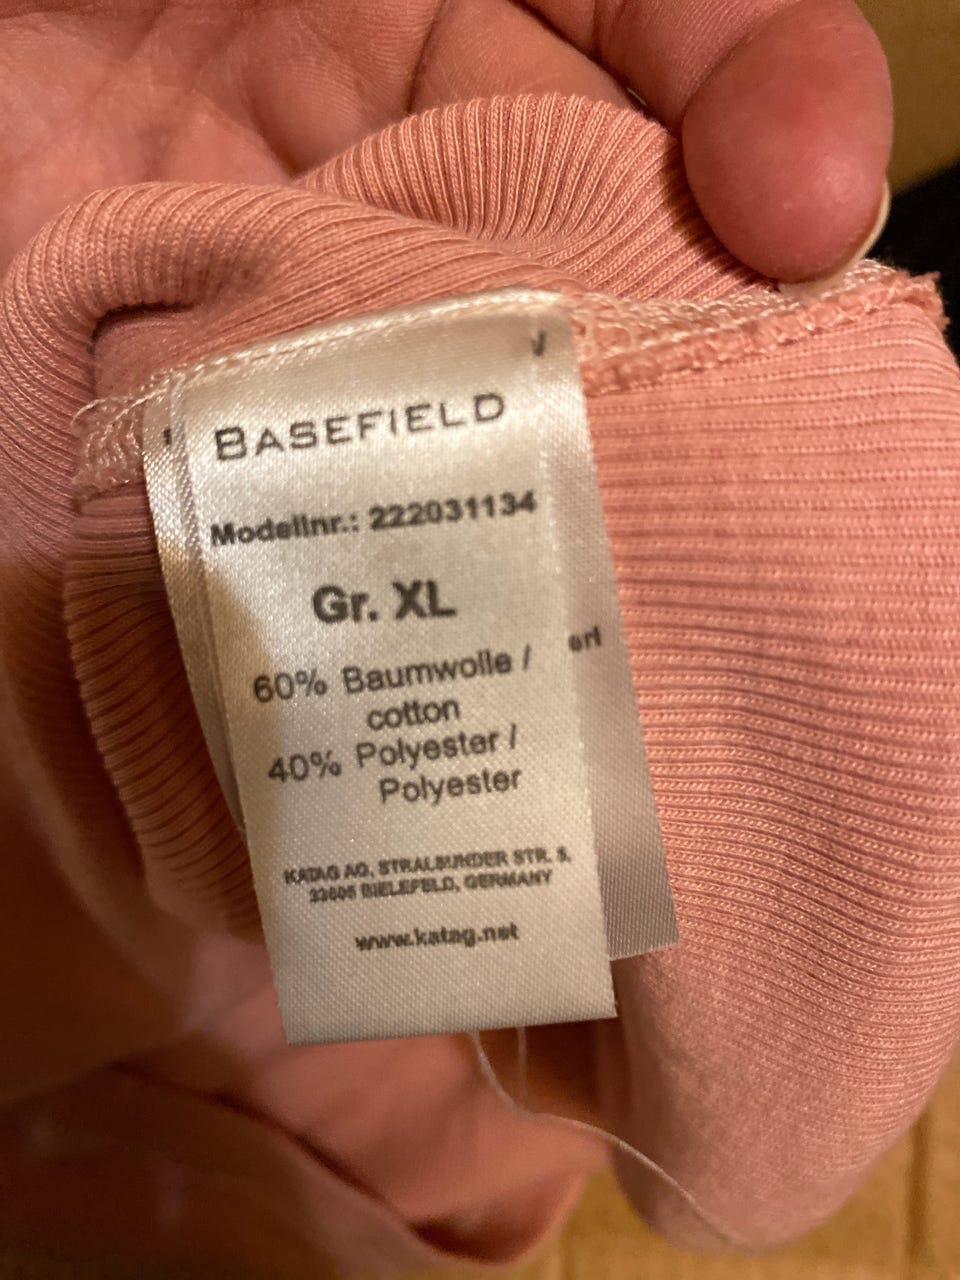 BASEFIELD
Modellnr.: 222031134
Gr. XL
60% Baumwolle /
cotton
40% Polyester /
Polyester
KATAG AG, STRALSUNDER STR. 5,
33605 BIELEFELD, GERMANY
www.katag.net